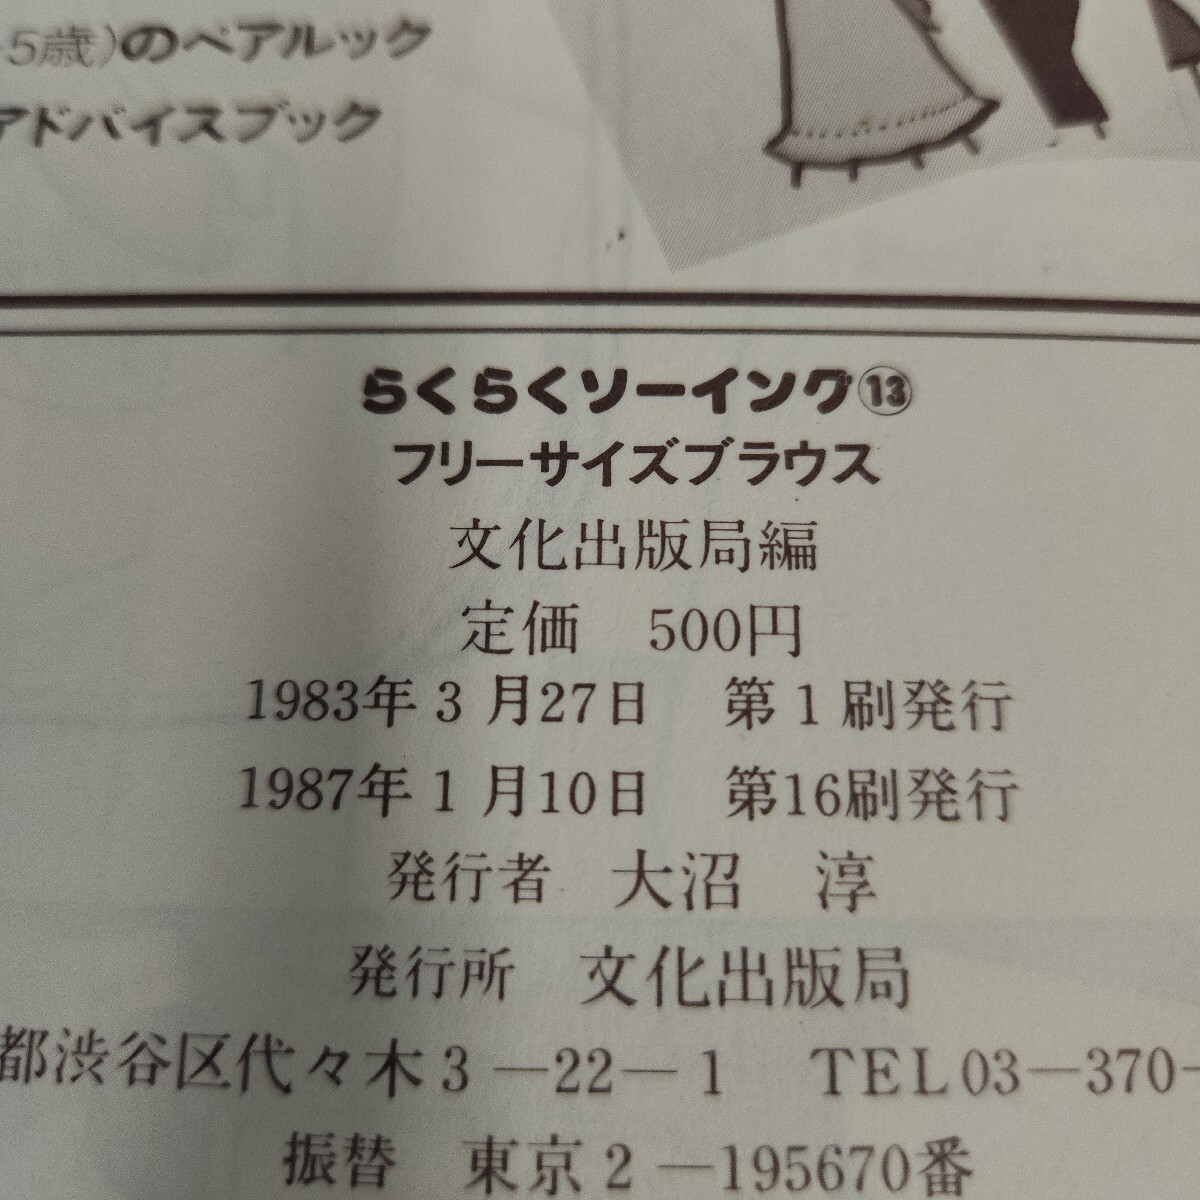 5歳)のペアルック
アドバイスブック
らくらくソーイング⑬
フリーサイズブラウス
文化出版局編
定価　500円
1983年3月27日　第1刷発行
1987年1月10日　第16刷発行
発行者　大沼　淳
発行所　文化出版局
都渋谷区代々木3―22―1　TEL03―370-
振替　東京2―195670番